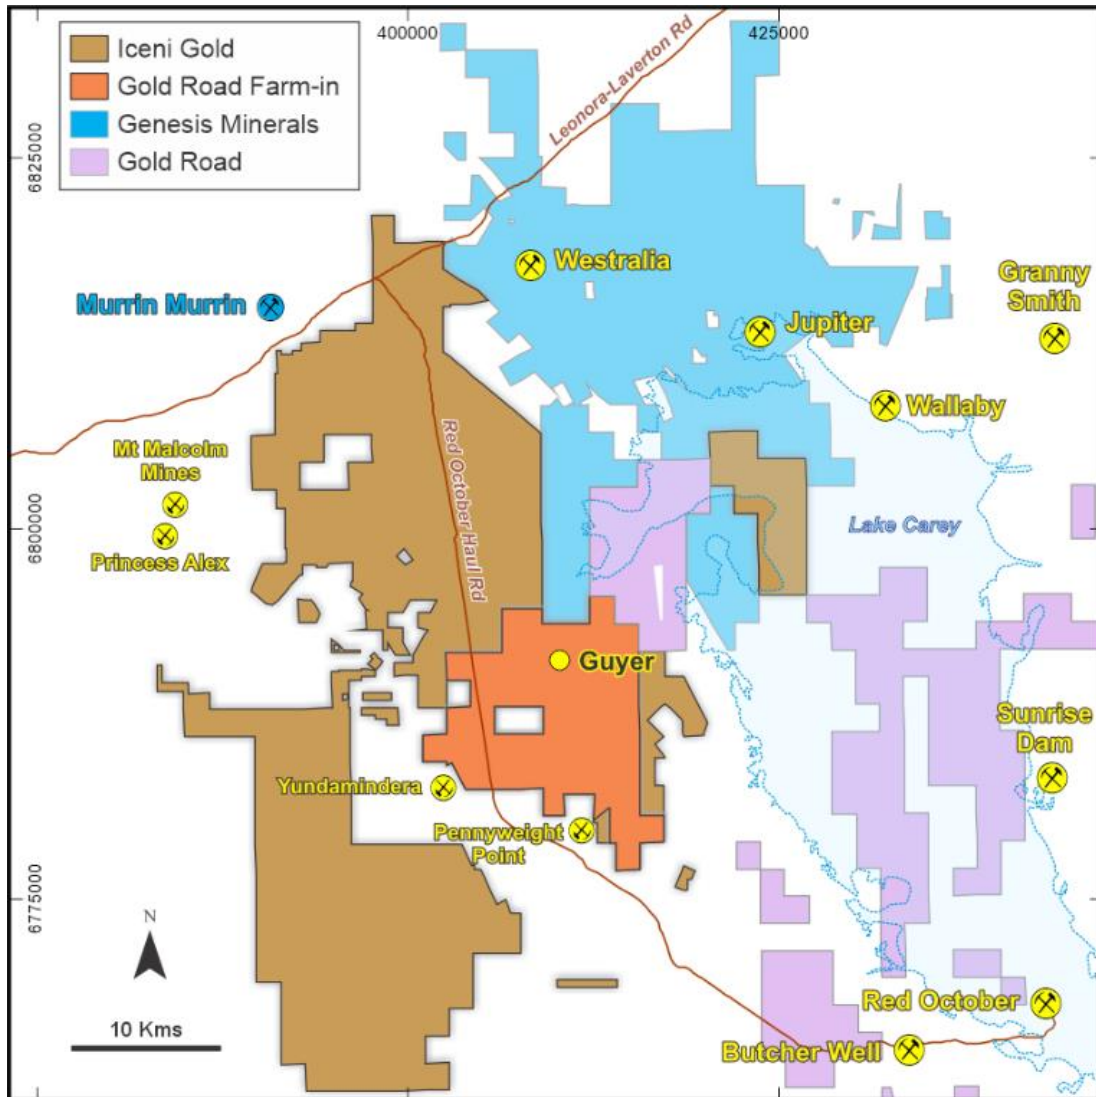 400000
425000
6825000
6800000
6775000
Iceni Gold
Gold Road Farm-in
Genesis Minerals
Gold Road
Leonora-Laverton Rd
Westralia
Granny
Smith
Murrin Murrin
Jupiter
Wallaby
Red October Haul Rd
Mt Malcolm
Mines
Princess Alex
Lake Carey
Guyer
Sunrise
Dam
Yundamindera
Pennyweight
Point
N
10 Kms
Red October
Butcher Well